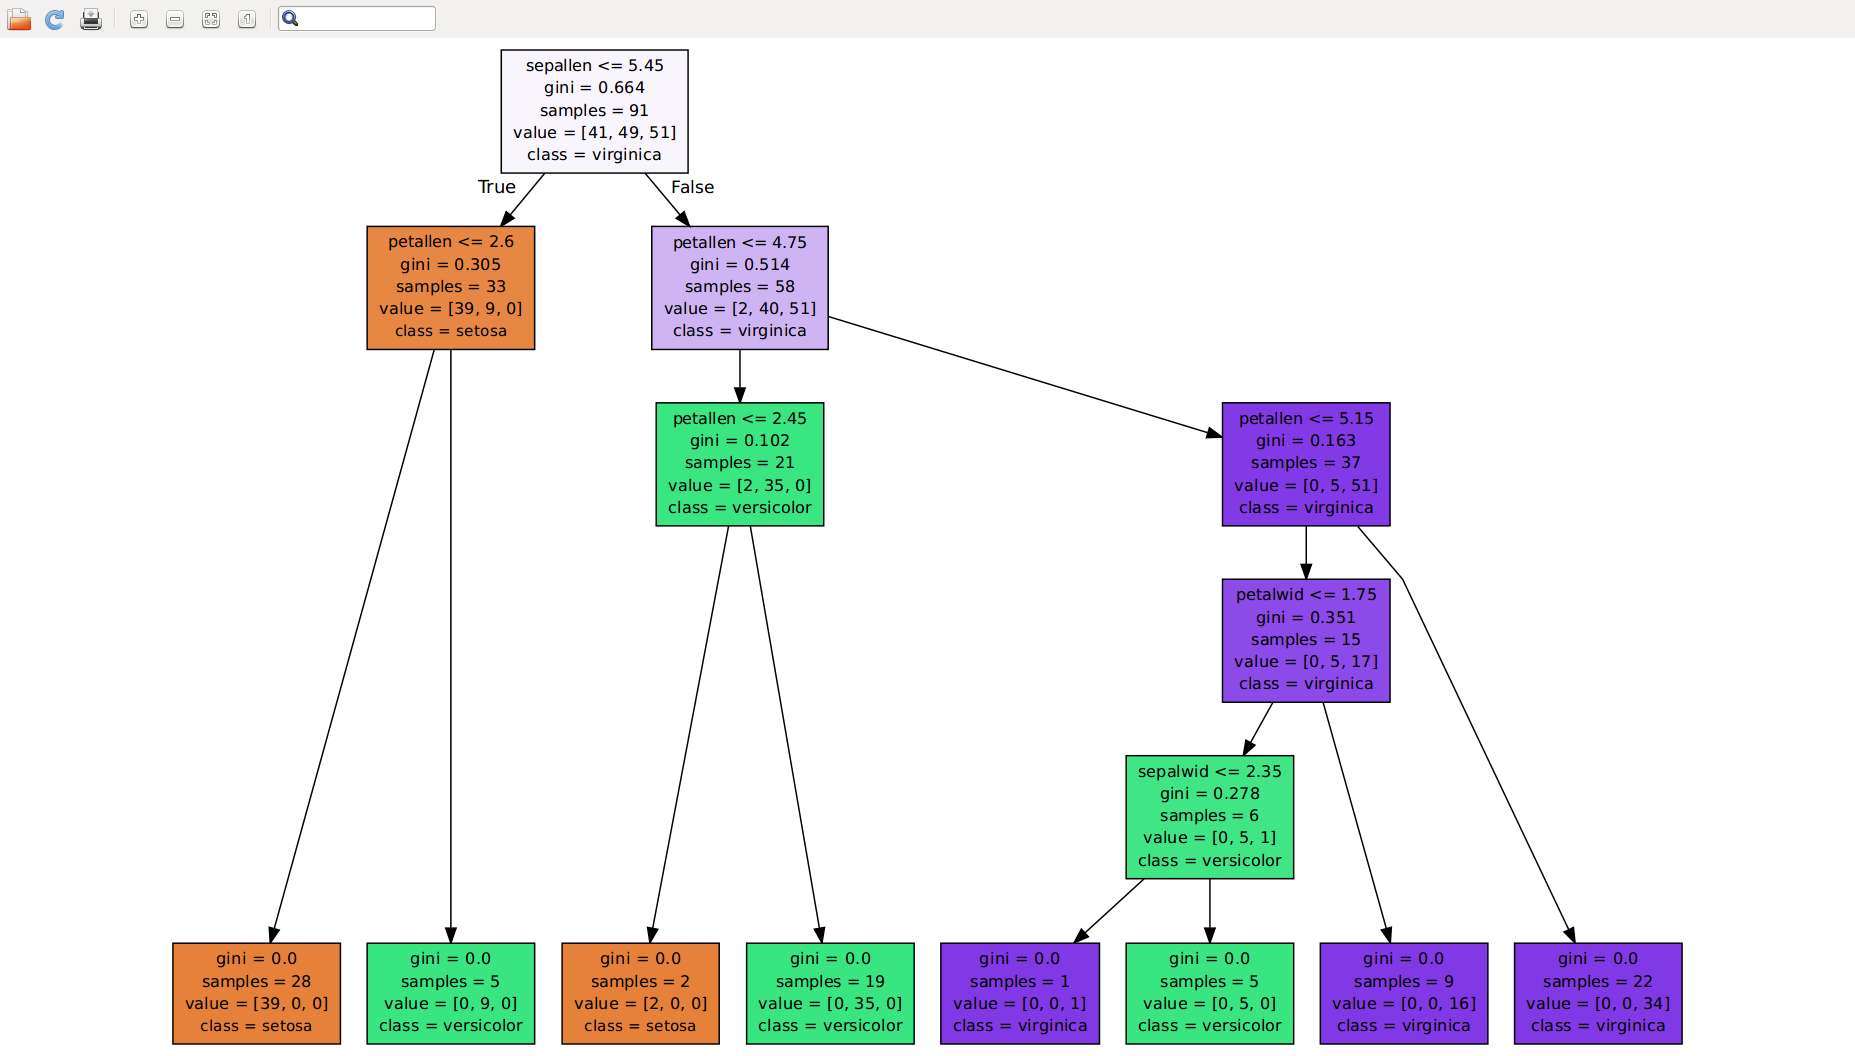 sepallen <= 5.45
gini = 0.664
samples = 91
value = [41, 49, 51]
class = virginica
True
False
petallen <= 2.6
gini = 0.305
samples = 33
value = [39, 9, 0]
class = setosa
petallen <= 4.75
gini = 0.514
samples = 58
value = [2, 40, 51]
class = virginica
petallen <= 2.45
gini = 0.102
samples = 21
value = [2, 35, 0]
class = versicolor
petallen <= 5.15
gini = 0.163
samples = 37
value = [0, 5, 51]
class = virginica
petalwid <= 1.75
gini = 0.351
samples = 15
value = [0, 5, 17]
class = virginica
sepalwid <= 2.35
gini = 0.278
samples = 6
value = [0, 5, 1]
class = versicolor
gini = 0.0
samples = 28
value = [39, 0, 0]
class = setosa
gini = 0.0
samples = 5
value = [0, 9, 0]
class = versicolor
gini = 0.0
samples = 2
value = [2, 0, 0]
class = setosa
gini = 0.0
samples = 19
value = [0, 35, 0]
class = versicolor
gini = 0.0
samples = 1
value = [0, 0, 1]
class = virginica
gini = 0.0
samples = 5
value = [0, 5, 0]
class = versicolor
gini = 0.0
samples = 9
value = [0, 0, 16]
class = virginica
gini = 0.0
samples = 22
value = [0, 0, 34]
class = virginica